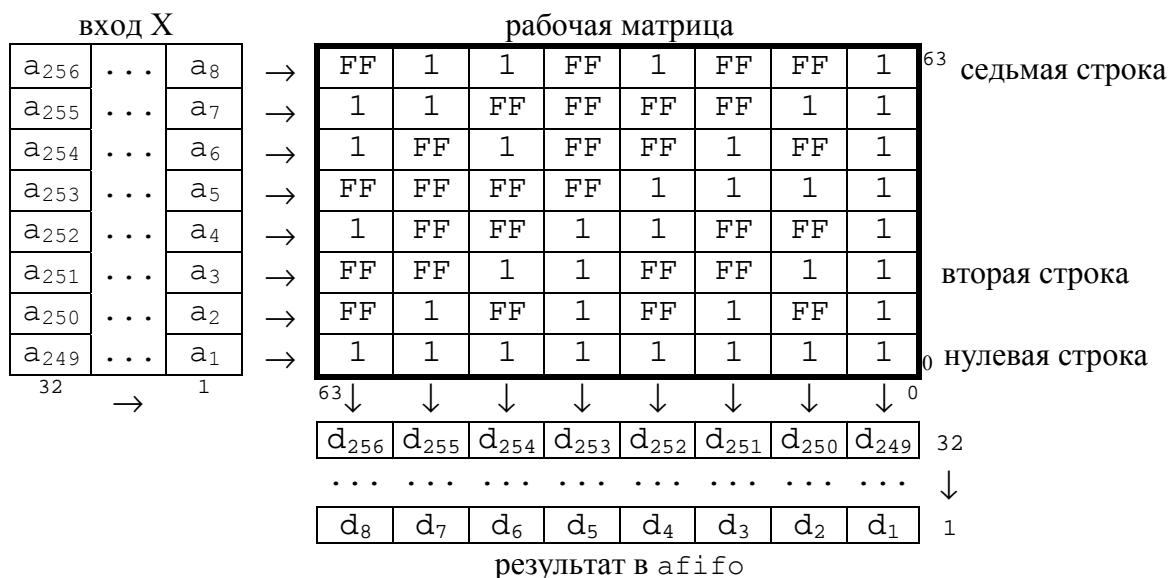 вход X рабочая матрица
a256 ... a8 → FF 1 1 FF 1 FF FF 1 63 седьмая строка
a255 ... a7 → 1 1 FF FF FF FF 1 1
a254 ... a6 → 1 FF 1 FF FF 1 FF 1
a253 ... a5 → FF FF FF FF 1 1 1 1
a252 ... a4 → 1 FF FF 1 1 FF FF 1
a251 ... a3 → FF FF 1 1 FF FF 1 1 вторая строка
a250 ... a2 → FF 1 FF 1 FF 1 FF 1
a249 ... a1 → 1 1 1 1 1 1 1 1 0 нулевая строка
32 → 1 63 ↓ ↓ ↓ ↓ ↓ ↓ ↓ ↓ 0
d256 d255 d254 d253 d252 d251 d250 d249 32
... ... ... ... ... ... ... ... ↓
d8 d7 d6 d5 d4 d3 d2 d1 1
результат в afifo